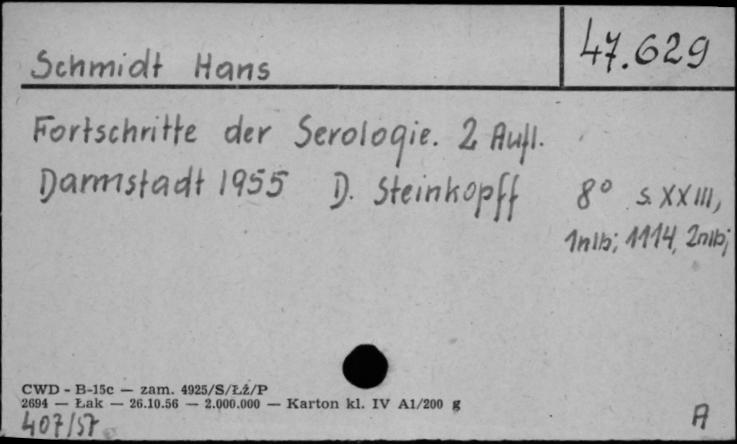 Schmidt Hans
47.629
Fortschritte der Serologie. 2 Aufl.
Darmstadt 1955 D. Steinkopff 8° s. XXIII,
1nlb; 1114, 2nlb;
CWD - B-15c — zam. 4925/S/Łź/P
2694 — Łak — 26.10.56 — 2.000.000 — Karton kl. IV A1/200 g
407/57
A